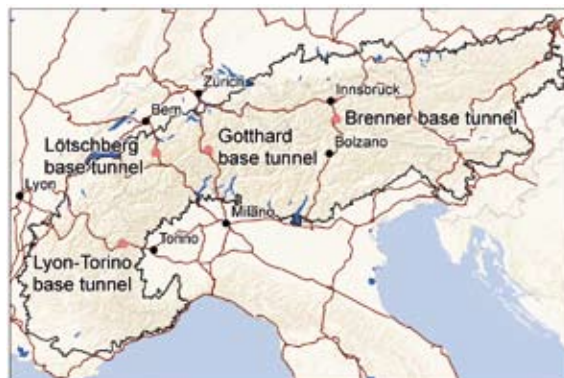 Zürich
Innsbruck
Bern
Brenner base tunnel
Lötschberg
base tunnel
Gotthard
base tunnel
Bolzano
Lyon
Milano
Torino
Lyon-Torino
base tunnel